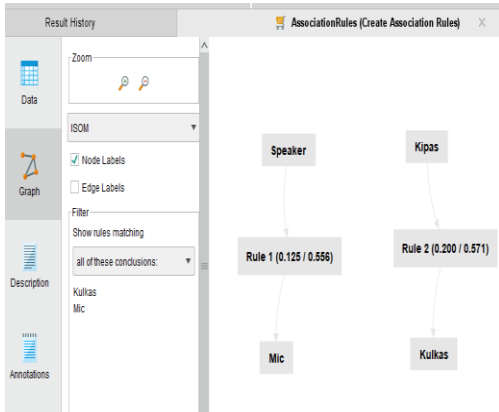 Result History
AssociationRules (Create Association Rules)
Data
Graph
Description
Annotations
Zoom
ISOM
Node Labels
Edge Labels
Filter
Show rules matching
all of these conclusions:
Kulkas
Mic
Speaker
Rule 1 (0.125 / 0.556)
Mic
Kipas
Rule 2 (0.200 / 0.571)
Kulkas